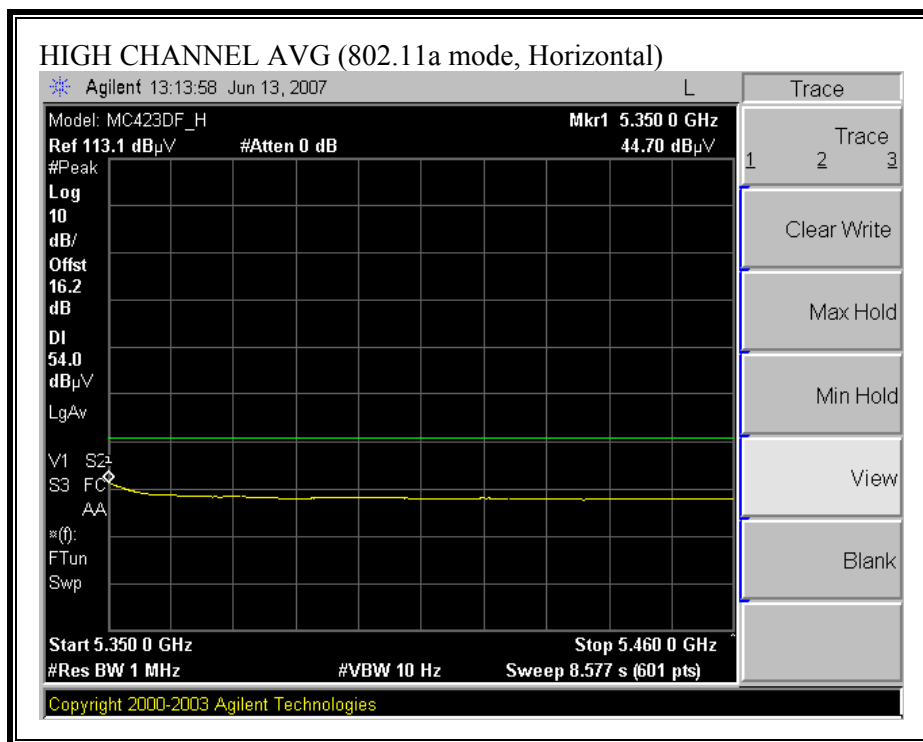 HIGH CHANNEL AVG (802.11a mode, Horizontal)
Agilent 13:13:58 Jun 13, 2007 L
Trace
Model: MC423DF_H Mkr1 5.350 0 GHz
Ref 113.1 dBµV #Atten 0 dB 44.70 dBµV
#Peak
Log
10
dB/
Offst
16.2
dB
DI
54.0
dBµV
LgAv
V1 S2
S3 FC
AA
¤(f):
FTun
Swp
1
Start 5.350 0 GHz Stop 5.460 0 GHz ^
#Res BW 1 MHz #VBW 10 Hz Sweep 8.577 s (601 pts)
Copyright 2000-2003 Agilent Technologies
Trace
1 2 3
Clear Write
Max Hold
Min Hold
View
Blank